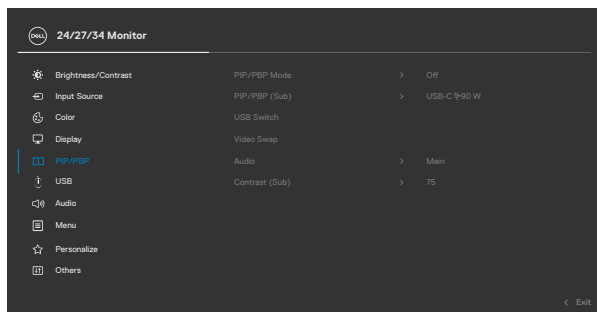 DELL 24/27/34 Monitor
Brightness/Contrast PIP/PBP Mode > Off
Input Source PIP/PBP (Sub) > USB-C 90 W
Color USB Switch
Display Video Swap
PIP/PBP Audio > Main
USB Contrast (Sub) > 75
Audio
Menu
Personalize
Others
< Exit